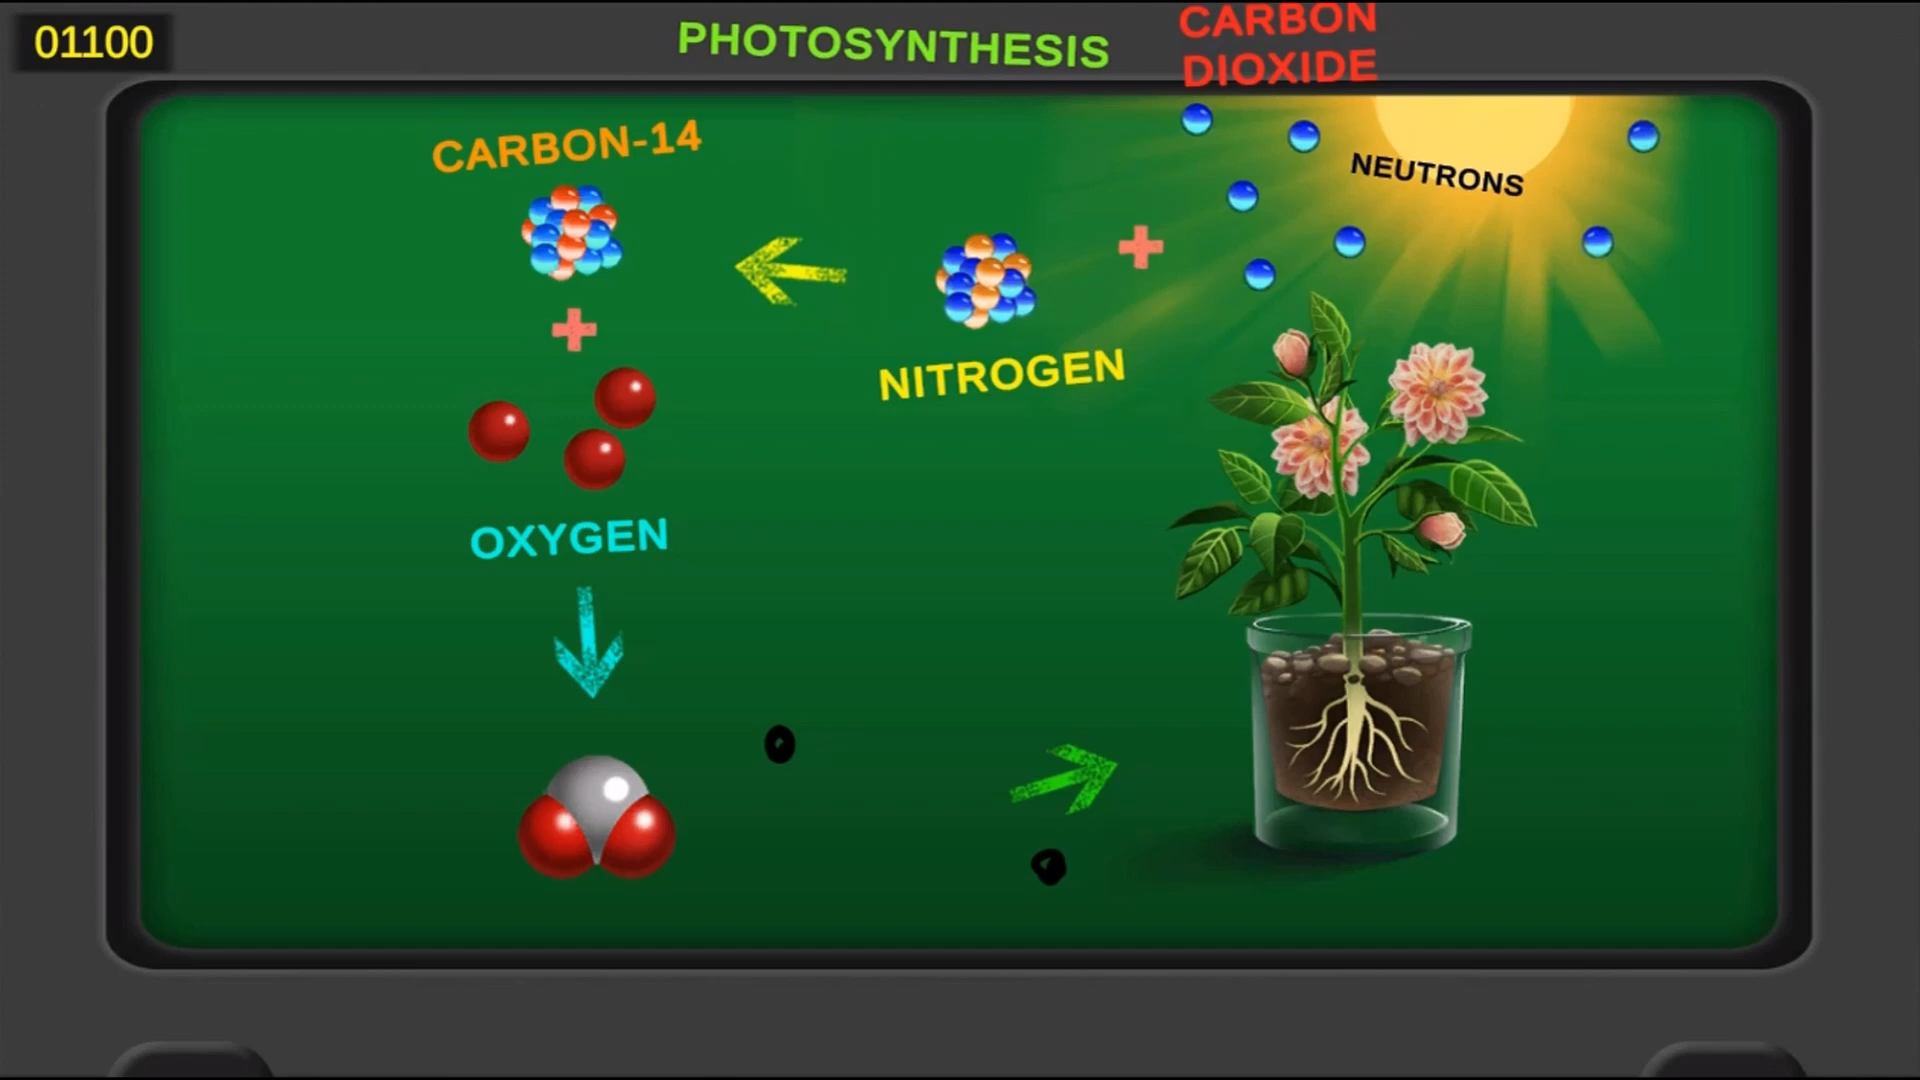 01100
PHOTOSYNTHESIS
CARBON
DIOXIDE
CARBON-14
NEUTRONS
NITROGEN
OXYGEN